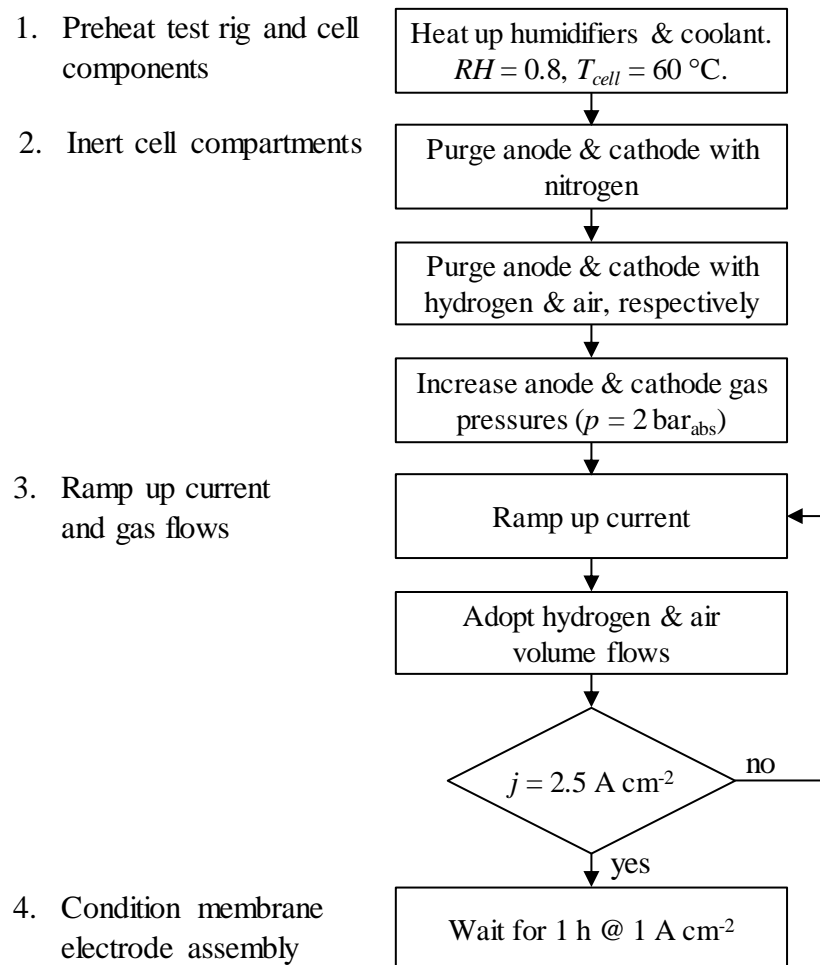 1. Preheat test rig and cell
components
Heat up humidifiers & coolant.
RH = 0.8, Tcell = 60 °C.
2. Inert cell compartments
Purge anode & cathode with
nitrogen
Purge anode & cathode with
hydrogen & air, respectively
Increase anode & cathode gas
pressures (p = 2 barabs)
3. Ramp up current
and gas flows
Ramp up current
Adopt hydrogen & air
volume flows
j = 2.5 A cm-2
no
yes
4. Condition membrane
electrode assembly
Wait for 1 h @ 1 A cm-2